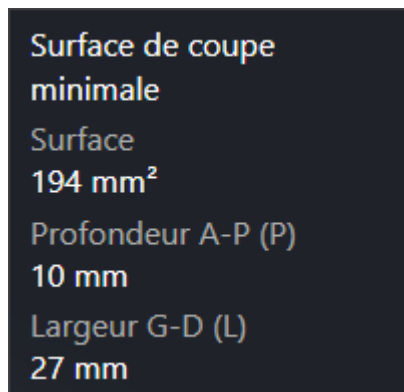 Surface de coupe
minimale
Surface
194 mm²
Profondeur A-P (P)
10 mm
Largeur G-D (L)
27 mm